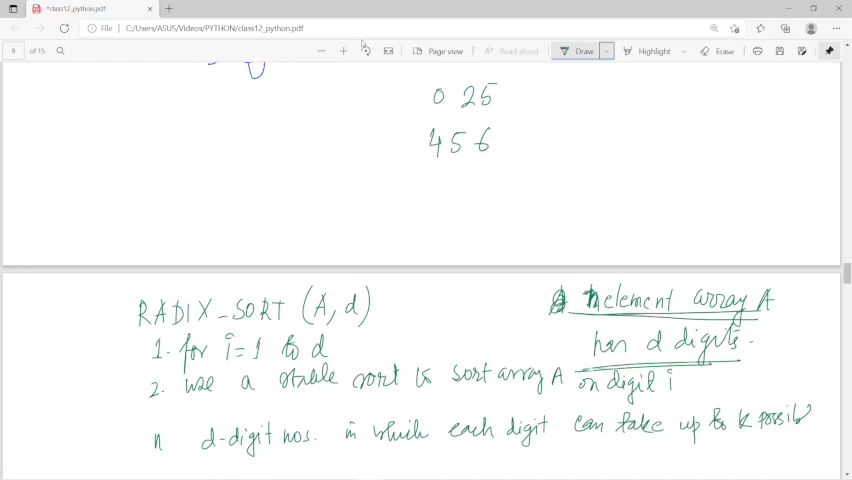 *class12_python.pdf
File C:/Users/ASUS/Videos/PYTHON/class12_python.pdf
9 of 15 Page view Read aloud Draw Highlight Erase
0 25
456
RADIX-SORT (A, d)
n element array A
has d digits.
1. for i=1 to d
2. use a stable sort to sort array A on digit i
n d-digit nos. in which each digit can take up to k possib